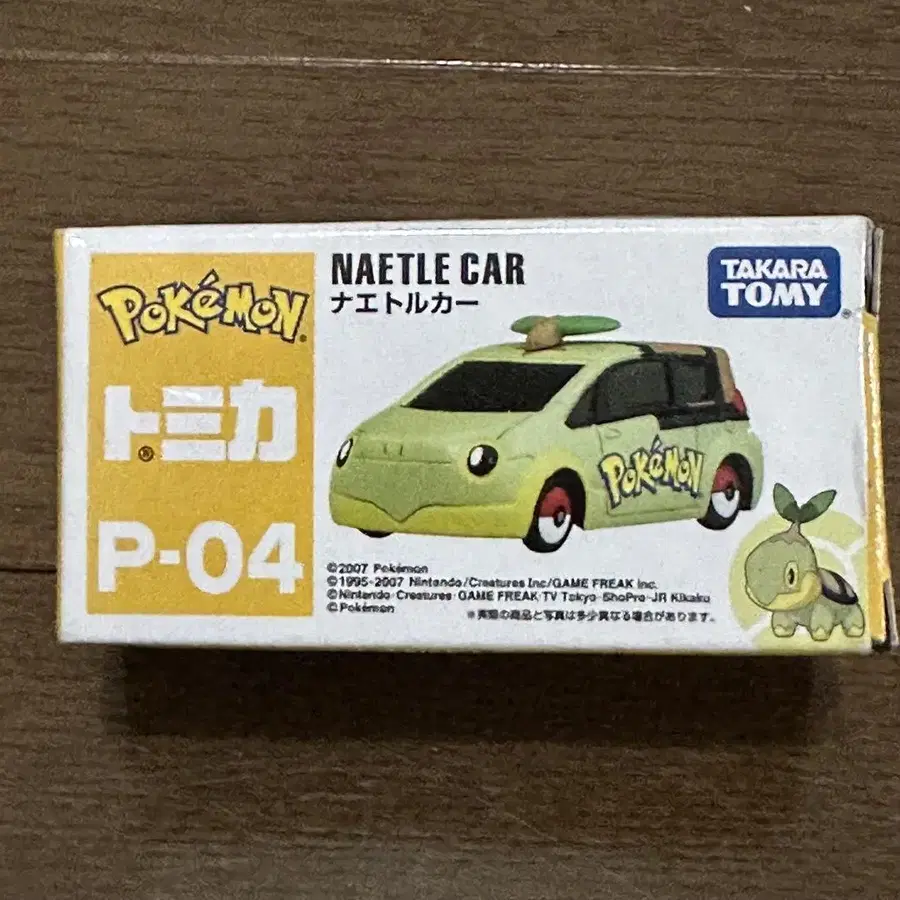 POKéMON
トミカ®
P-04
NAETLE CAR
ナエトルカー
TAKARA
TOMY
POKéMON
©2007 Pokémon
©1995-2007 Nintendo/Creatures Inc/GAME FREAK inc.
©Nintendo·Creatures·GAME FREAK·TV Tokyo·ShoPro·JR Kikaku
©Pokémon
※実際の商品と写真は多少異なる場合があります。